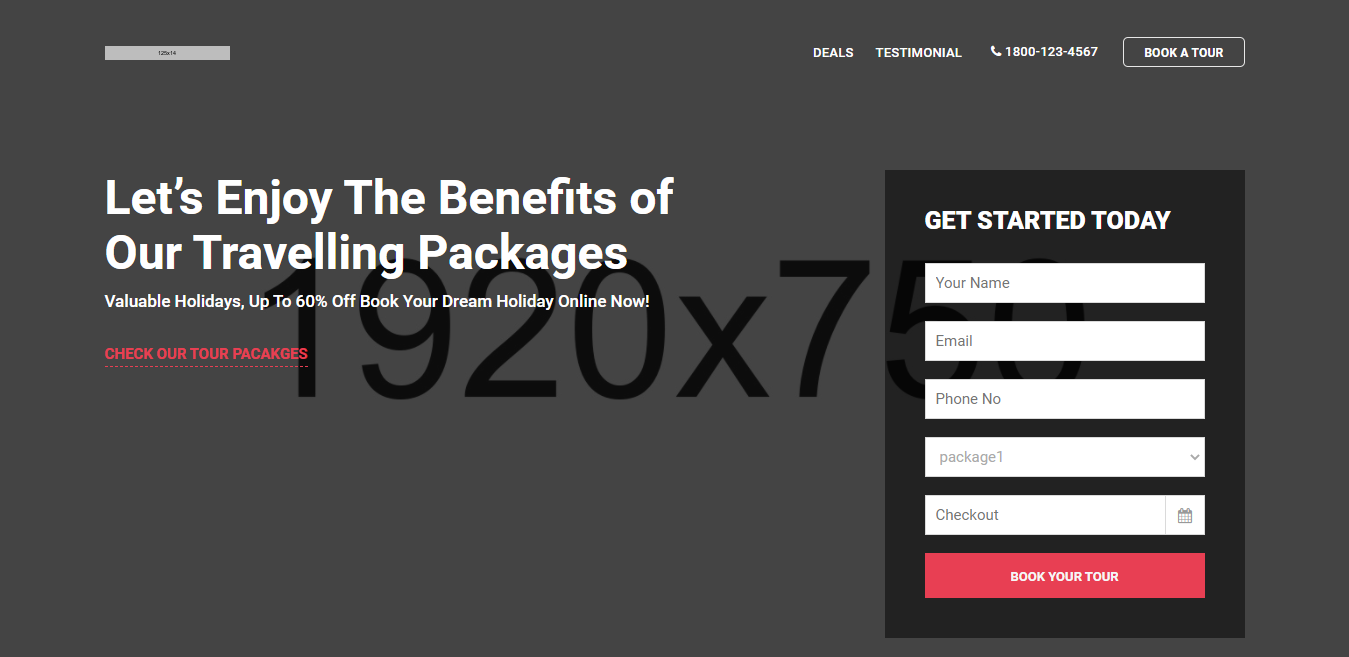 125x14
DEALS TESTIMONIAL 1800-123-4567 BOOK A TOUR
Let’s Enjoy The Benefits of
Our Travelling Packages
Valuable Holidays, Up To 60% Off Book Your Dream Holiday Online Now!
CHECK OUR TOUR PACAKGES
1920x750
GET STARTED TODAY
Your Name
Email
Phone No
package1
Checkout
BOOK YOUR TOUR